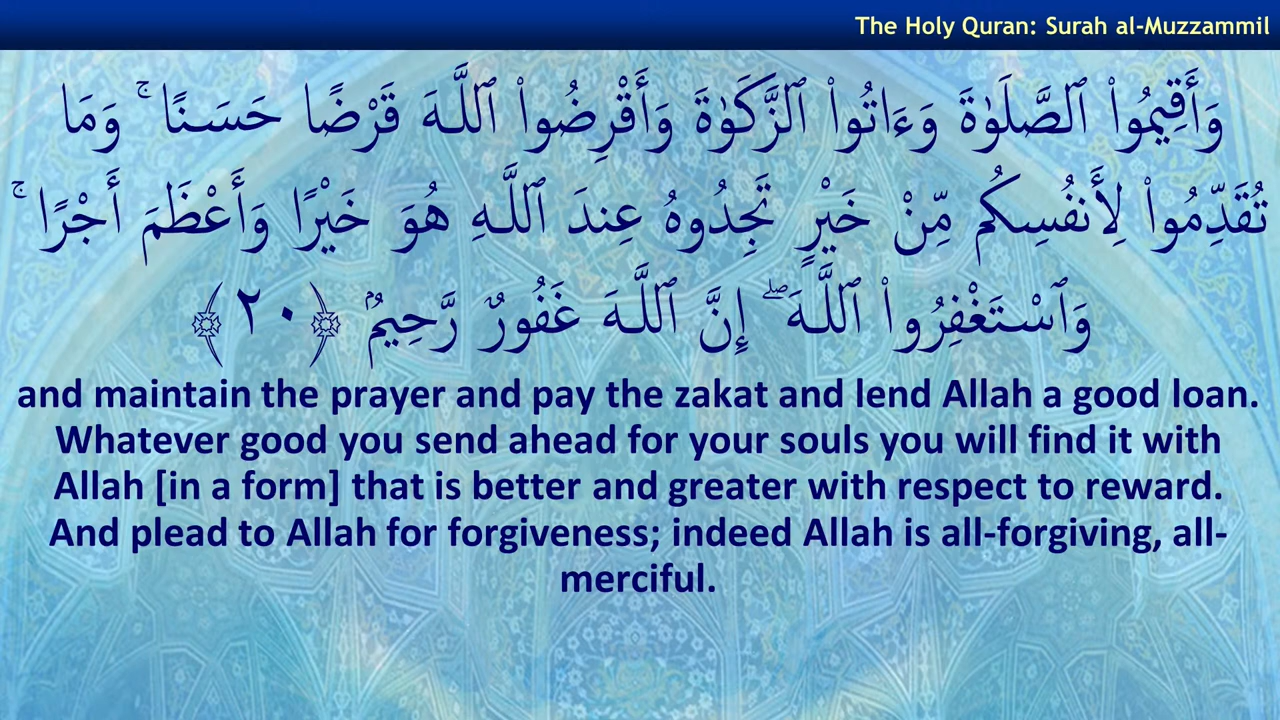 The Holy Quran: Surah al-Muzzammil
وَأَقِيمُوا۟ ٱلصَّلَوٰةَ وَءَاتُوا۟ ٱلزَّكَوٰةَ وَأَقْرِضُوا۟ ٱللَّـهَ قَرْضًا حَسَنًا ۚ وَمَا
تُقَدِّمُوا۟ لِأَنفُسِكُم مِّنْ خَيْرٍ تَجِدُوهُ عِندَ ٱللَّـهِ هُوَ خَيْرًا وَأَعْظَمَ أَجْرًا ۚ
وَٱسْتَغْفِرُوا۟ ٱللَّـهَ ۖ إِنَّ ٱللَّـهَ غَفُورٌ رَّحِيمٌۢ ﴿٢٠﴾
and maintain the prayer and pay the zakat and lend Allah a good loan.
Whatever good you send ahead for your souls you will find it with
Allah [in a form] that is better and greater with respect to reward.
And plead to Allah for forgiveness; indeed Allah is all-forgiving, all-
merciful.